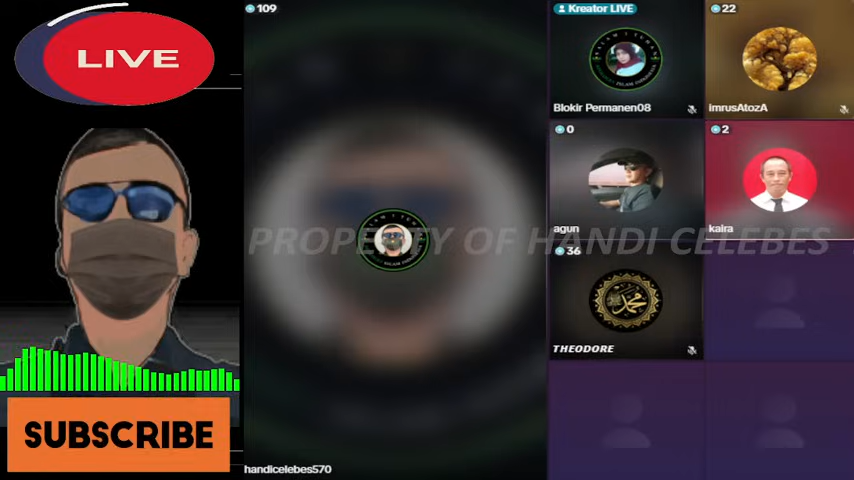 LIVE
109
Kreator LIVE
22
Blokir Permanen08
imrusAtozA
0
2
agun
kaira
PROPERTY OF HANDI CELEBES
36
THEODORE
SUBSCRIBE
handicelebes570